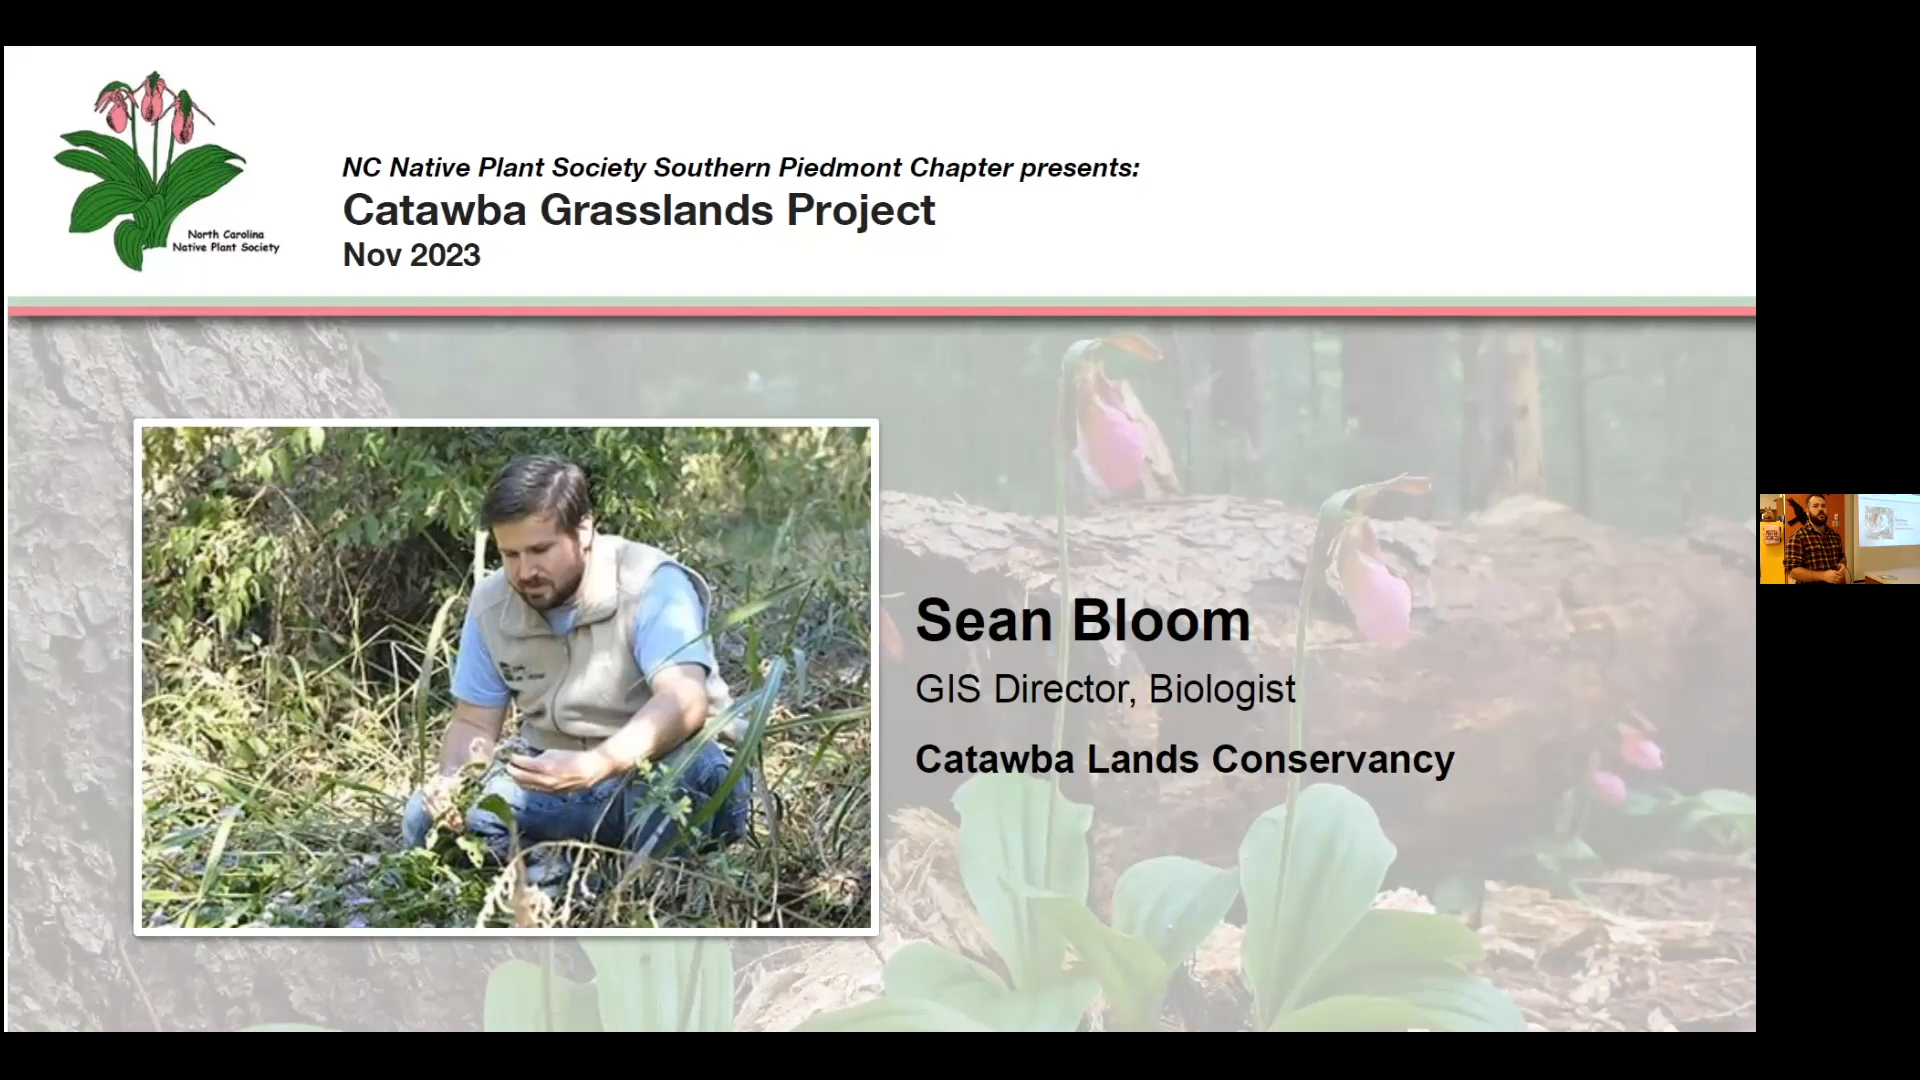 North Carolina
Native Plant Society
NC Native Plant Society Southern Piedmont Chapter presents:
Catawba Grasslands Project
Nov 2023
Sean Bloom
GIS Director, Biologist
Catawba Lands Conservancy